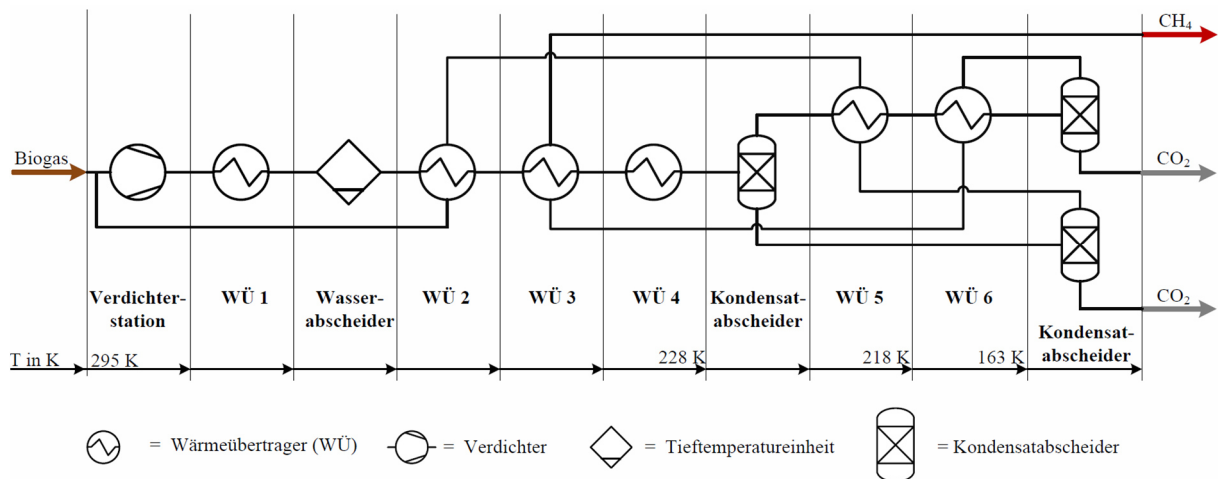 CH₄
Biogas
CO₂
CO₂
Verdichter-
station
WÜ 1
Wasser-
abscheider
WÜ 2
WÜ 3
WÜ 4
Kondensat-
abscheider
WÜ 5
WÜ 6
Kondensat-
abscheider
T in K
295 K
228 K
218 K
163 K
= Wärmeübertrager (WÜ)
= Verdichter
= Tieftemperatureinheit
= Kondensatabscheider